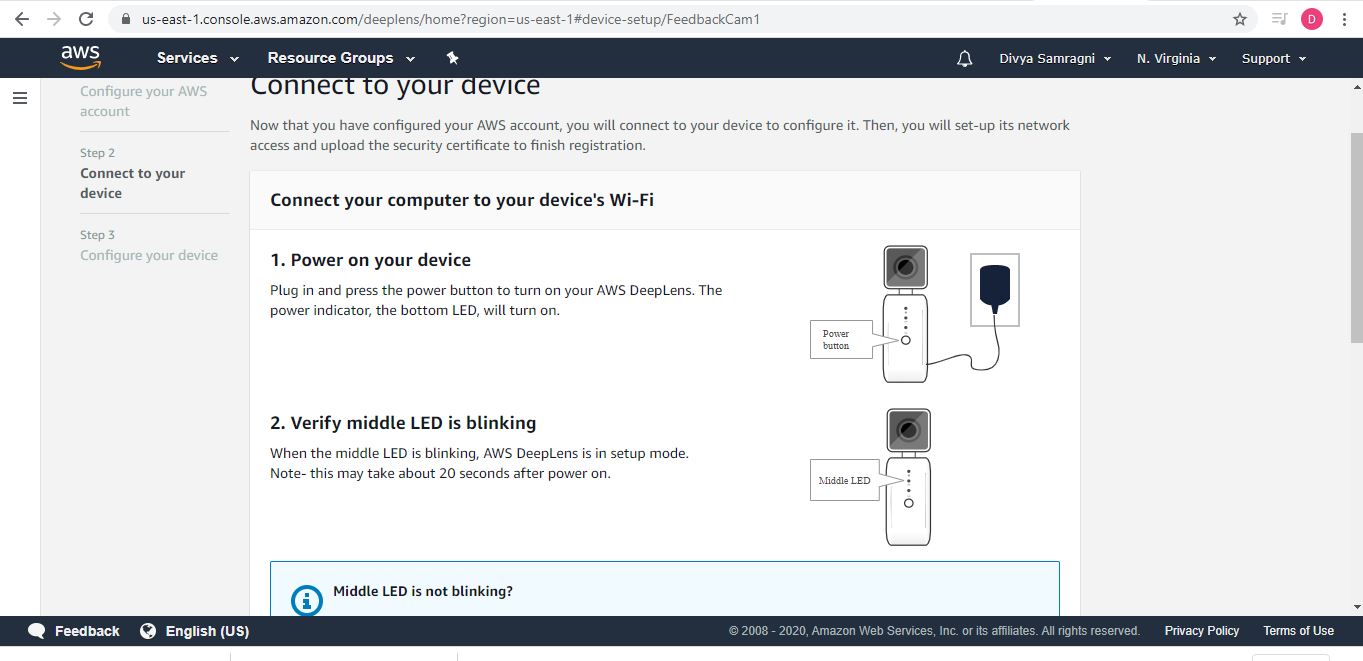 us-east-1.console.aws.amazon.com/deeplens/home?region=us-east-1#device-setup/FeedbackCam1
D
aws
Services
Resource Groups
Divya Samragni
N. Virginia
Support
Configure your AWS
account
Step 2
Connect to your
device
Step 3
Configure your device
Connect to your device
Now that you have configured your AWS account, you will connect to your device to configure it. Then, you will set-up its network
access and upload the security certificate to finish registration.
Connect your computer to your device's Wi-Fi
1. Power on your device
Plug in and press the power button to turn on your AWS DeepLens. The
power indicator, the bottom LED, will turn on.
Power
button
2. Verify middle LED is blinking
When the middle LED is blinking, AWS DeepLens is in setup mode.
Note- this may take about 20 seconds after power on.
Middle LED
Middle LED is not blinking?
Feedback
English (US)
© 2008 - 2020, Amazon Web Services, Inc. or its affiliates. All rights reserved.
Privacy Policy
Terms of Use